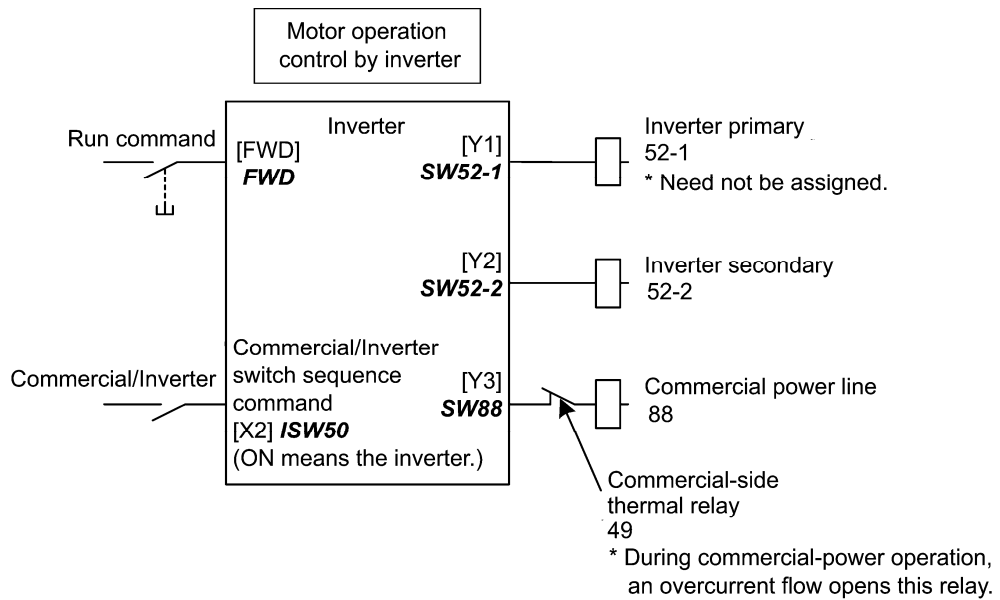 Motor operation
control by inverter
Inverter
Run command
[FWD]
FWD
[Y1]
SW52-1
Inverter primary
52-1
* Need not be assigned.
[Y2]
SW52-2
Inverter secondary
52-2
Commercial/Inverter
Commercial/Inverter
switch sequence
command
[X2] ISW50
(ON means the inverter.)
[Y3]
SW88
Commercial power line
88
Commercial-side
thermal relay
49
* During commercial-power operation,
an overcurrent flow opens this relay.